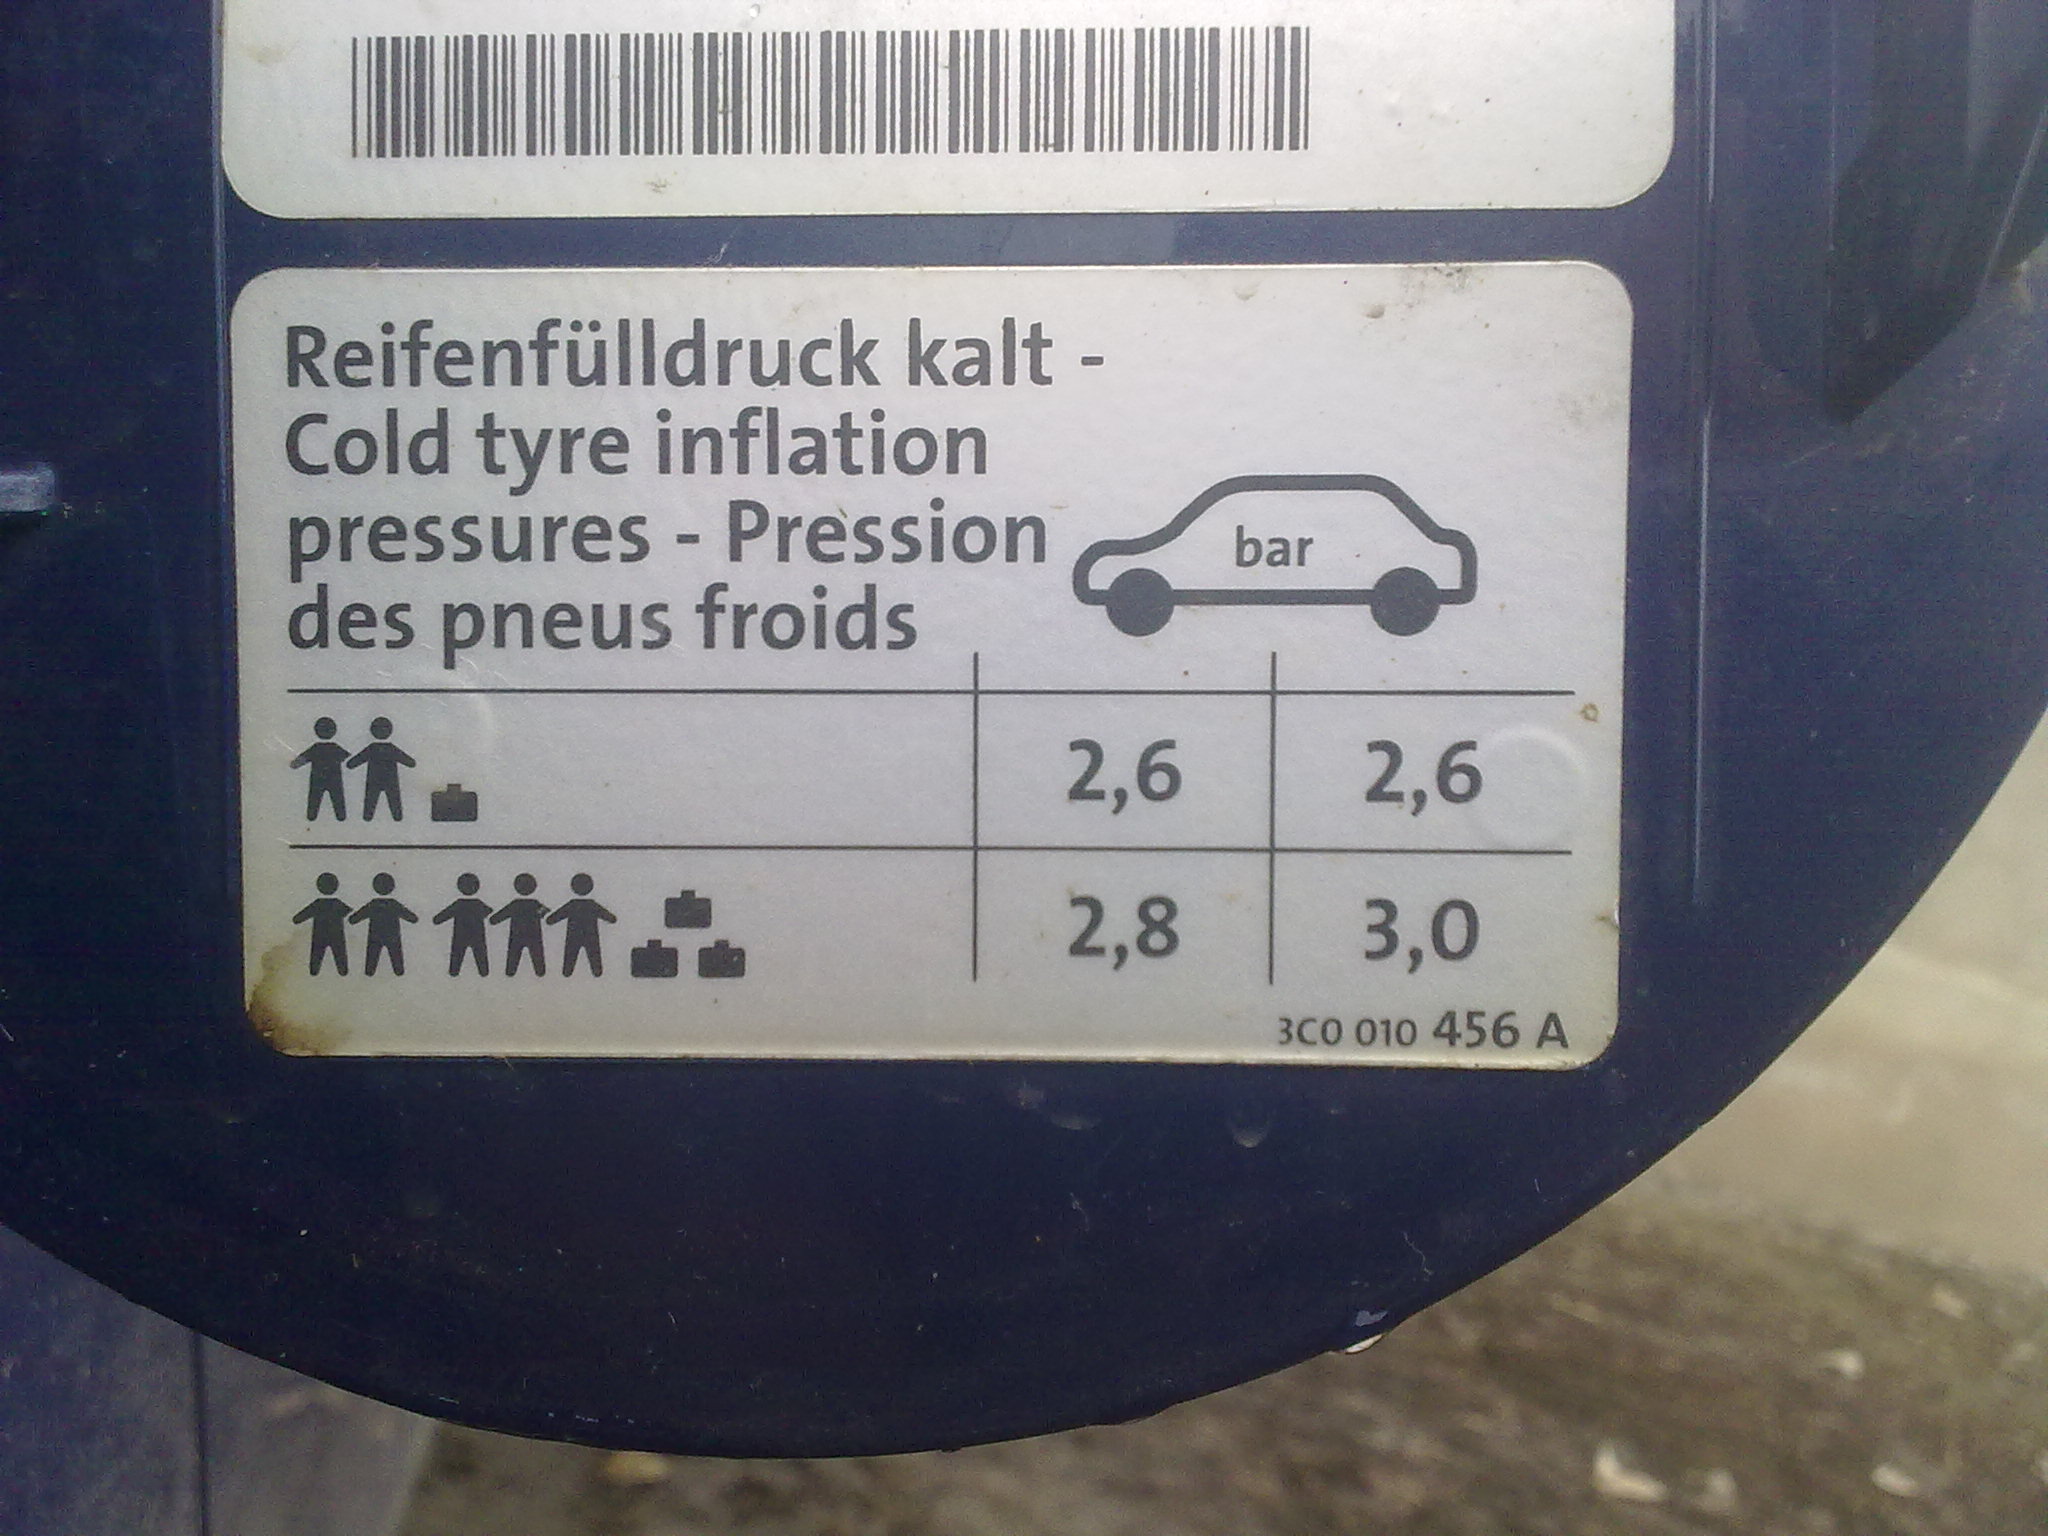 Reifenfülldruck kalt -
Cold tyre inflation
pressures - Pression
des pneus froids
bar
2,6 2,6
2,8 3,0
3C0 010 456 A